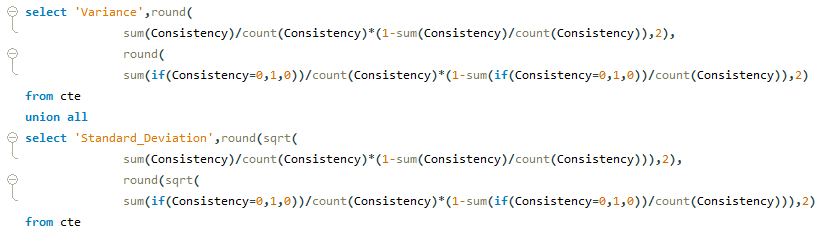 select 'Variance',round(
sum(Consistency)/count(Consistency)*(1-sum(Consistency)/count(Consistency)),2),
round(
sum(if(Consistency=0,1,0))/count(Consistency)*(1-sum(if(Consistency=0,1,0))/count(Consistency)),2)
from cte
union all
select 'Standard_Deviation',round(sqrt(
sum(Consistency)/count(Consistency)*(1-sum(Consistency)/count(Consistency))),2),
round(sqrt(
sum(if(Consistency=0,1,0))/count(Consistency)*(1-sum(if(Consistency=0,1,0))/count(Consistency))),2)
from cte